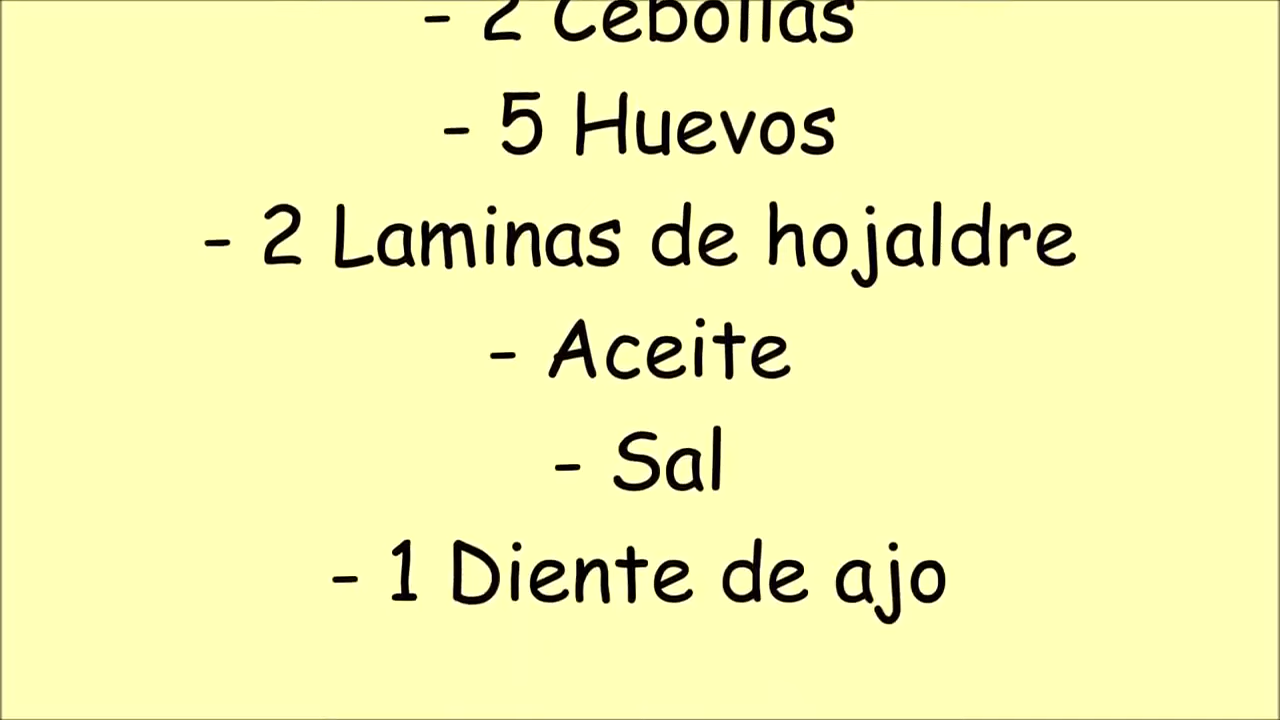 - 2 Cebollas
- 5 Huevos
- 2 Laminas de hojaldre
- Aceite
- Sal
- 1 Diente de ajo